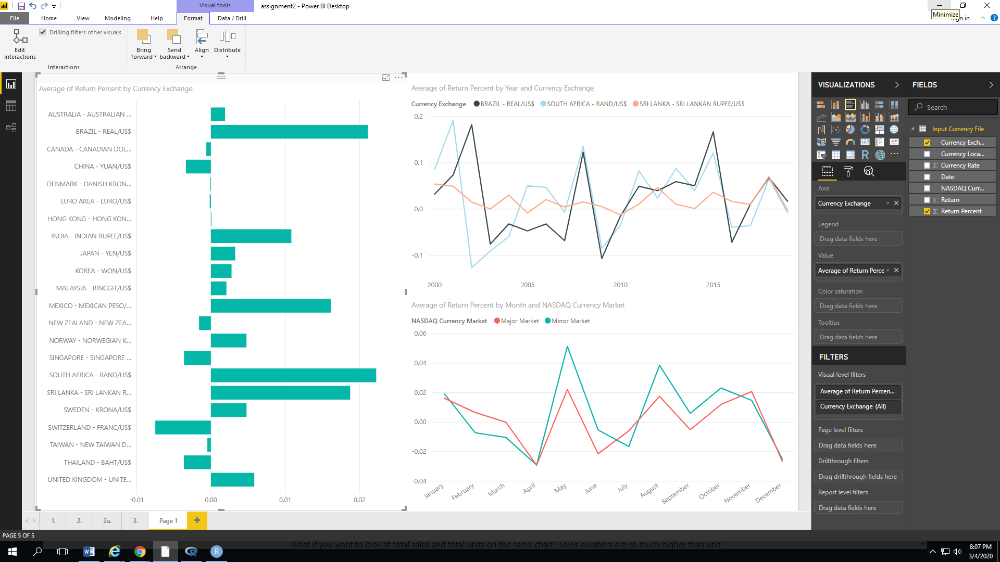 Visual tools
assignment2 - Power BI Desktop
Minimize
Sign in
File
Home
View
Modeling
Help
Format
Data / Drill
Drilling filters other visuals
Edit interactions
Bring forward
Send backward
Align
Distribute
Interactions
Arrange
Average of Return Percent by Currency Exchange
AUSTRALIA - AUSTRALIAN ...
BRAZIL - REAL/US$
CANADA - CANADIAN DOL...
CHINA - YUAN/US$
DENMARK - DANISH KRON...
EURO AREA - EURO/US$
HONG KONG - HONG KON...
INDIA - INDIAN RUPEE/US$
JAPAN - YEN/US$
KOREA - WON/US$
MALAYSIA - RINGGIT/US$
MEXICO - MEXICAN PESO/...
NEW ZEALAND - NEW ZEA...
NORWAY - NORWEGIAN K...
SINGAPORE - SINGAPORE ...
SOUTH AFRICA - RAND/US$
SRI LANKA - SRI LANKAN R...
SWEDEN - KRONA/US$
SWITZERLAND - FRANC/US$
TAIWAN - NEW TAIWAN D...
THAILAND - BAHT/US$
UNITED KINGDOM - UNITE...
-0.01 0.00 0.01 0.02
Average of Return Percent by Year and Currency Exchange
Currency Exchange BRAZIL - REAL/US$ SOUTH AFRICA - RAND/US$ SRI LANKA - SRI LANKAN RUPEE/US$
0.2
0.1
0.0
-0.1
2000 2005 2010 2015
Average of Return Percent by Month and NASDAQ Currency Market
NASDAQ Currency Market Major Market Minor Market
0.06
0.04
0.02
0.00
-0.02
-0.04
January February March April May June July August September October November December
VISUALIZATIONS
123
R
Axis
Currency Exchange
Legend
Drag data fields here
Value
Average of Return Perce
Color saturation
Drag data fields here
Tooltips
Drag data fields here
FILTERS
Visual level filters
Average of Return Percen...
Currency Exchange (All)
Page level filters
Drag data fields here
Drillthrough filters
Drag drillthrough fields here
Report level filters
Drag data fields here
FIELDS
Search
Input Currency File
Currency Exch...
Currency Loca...
Currency Rate
Date
NASDAQ Curr...
Return
Return Percent
1.
2.
2a.
3.
Page 1
PAGE 5 OF 5
What if you want to look at total sales and total units on the same chart? Sales numbers are so much higher than unit
8:07 PM
3/4/2020